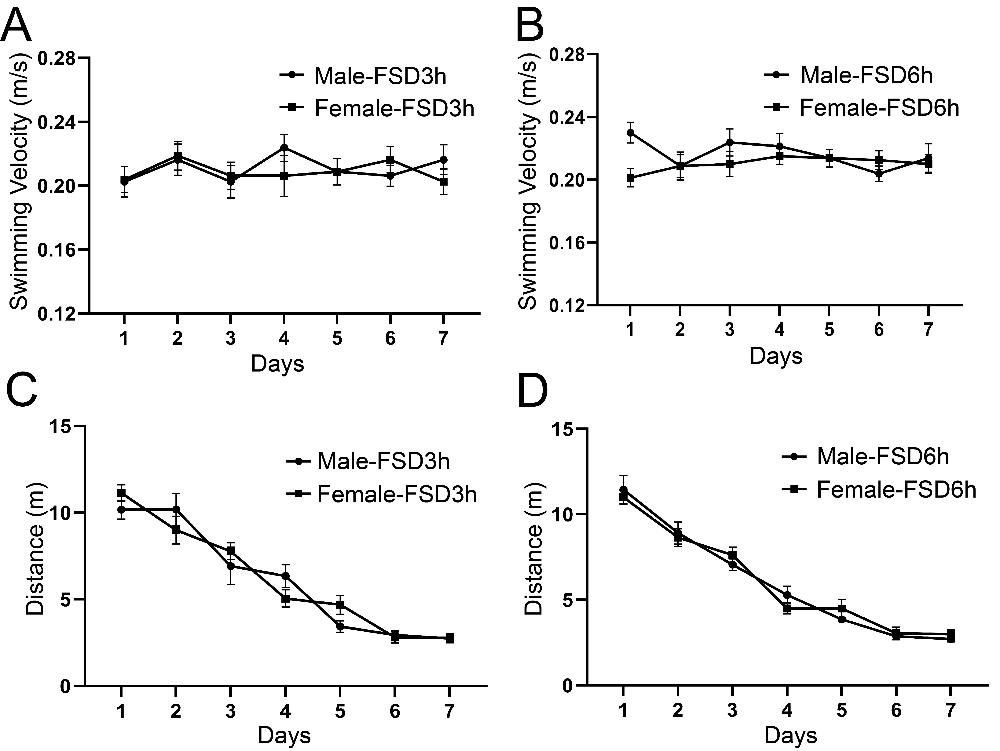 A
Swimming Velocity (m/s)
0.28
0.24
0.20
0.16
0.12
Male-FSD3h
Female-FSD3h
1 2 3 4 5 6 7
Days
B
Swimming Velocity (m/s)
0.28
0.24
0.20
0.16
0.12
Male-FSD6h
Female-FSD6h
1 2 3 4 5 6 7
Days
C
Distance (m)
15
10
5
0
Male-FSD3h
Female-FSD3h
1 2 3 4 5 6 7
Days
D
Distance (m)
15
10
5
0
Male-FSD6h
Female-FSD6h
1 2 3 4 5 6 7
Days